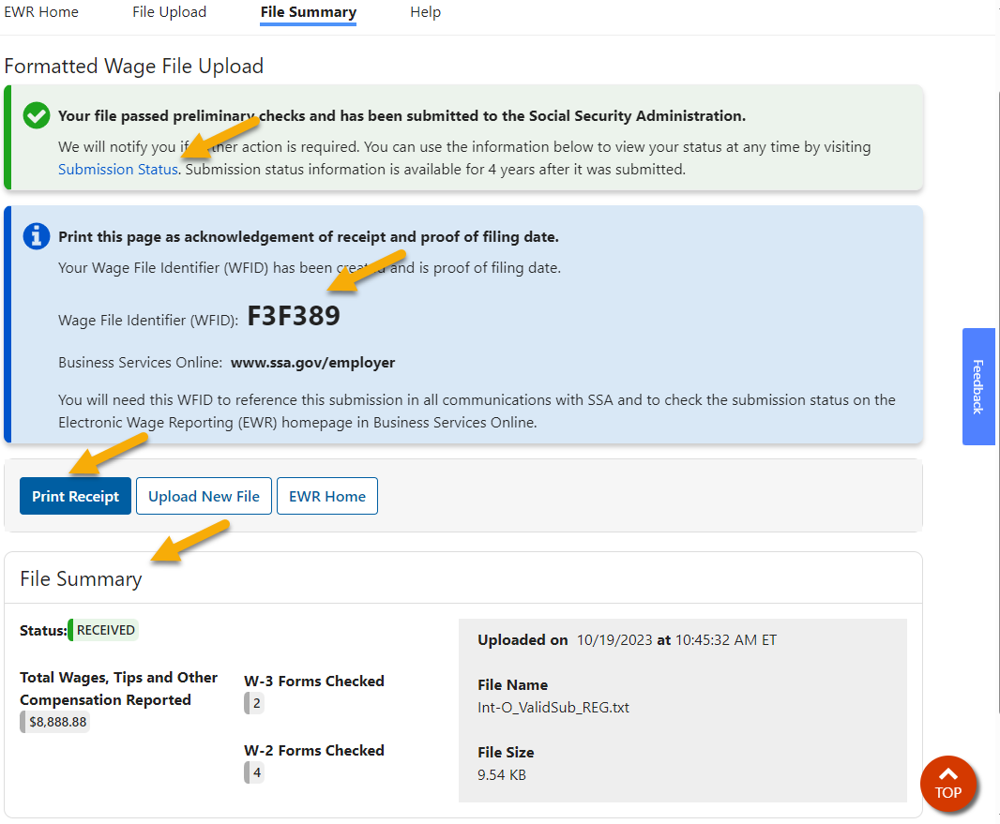 EWR Home File Upload File Summary Help
Formatted Wage File Upload
Your file passed preliminary checks and has been submitted to the Social Security Administration.
We will notify you if further action is required. You can use the information below to view your status at any time by visiting
Submission Status. Submission status information is available for 4 years after it was submitted.
Print this page as acknowledgement of receipt and proof of filing date.
Your Wage File Identifier (WFID) has been created and is proof of filing date.
Wage File Identifier (WFID): F3F389
Business Services Online: www.ssa.gov/employer
You will need this WFID to reference this submission in all communications with SSA and to check the submission status on the
Electronic Wage Reporting (EWR) homepage in Business Services Online.
Feedback
Print Receipt Upload New File EWR Home
File Summary
Status: RECEIVED
Total Wages, Tips and Other
Compensation Reported
$8,888.88
W-3 Forms Checked
2
W-2 Forms Checked
4
Uploaded on 10/19/2023 at 10:45:32 AM ET
File Name
Int-O_ValidSub_REG.txt
File Size
9.54 KB
TOP